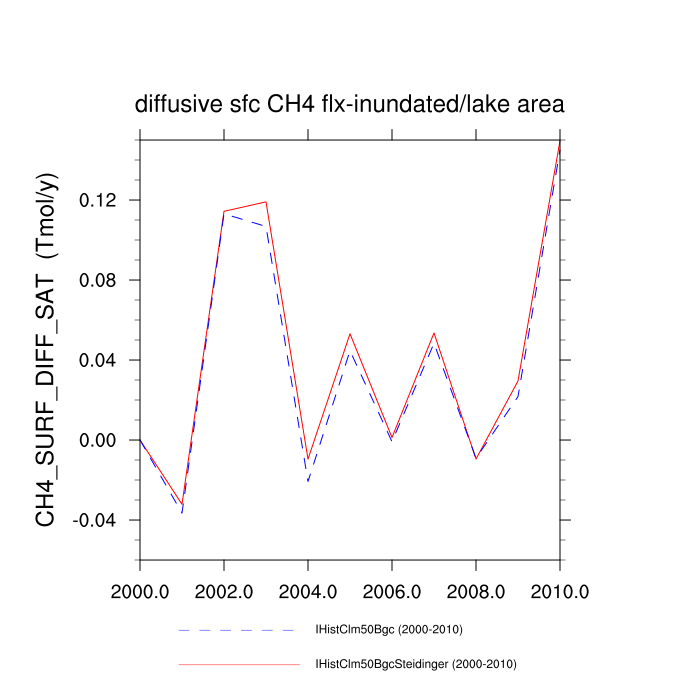 diffusive sfc CH4 flx-inundated/lake area
CH4_SURF_DIFF_SAT (Tmol/y)
0.12
0.08
0.04
0.00
-0.04
2000.0 2002.0 2004.0 2006.0 2008.0 2010.0
IHistClm50Bgc (2000-2010)
IHistClm50BgcSteidinger (2000-2010)